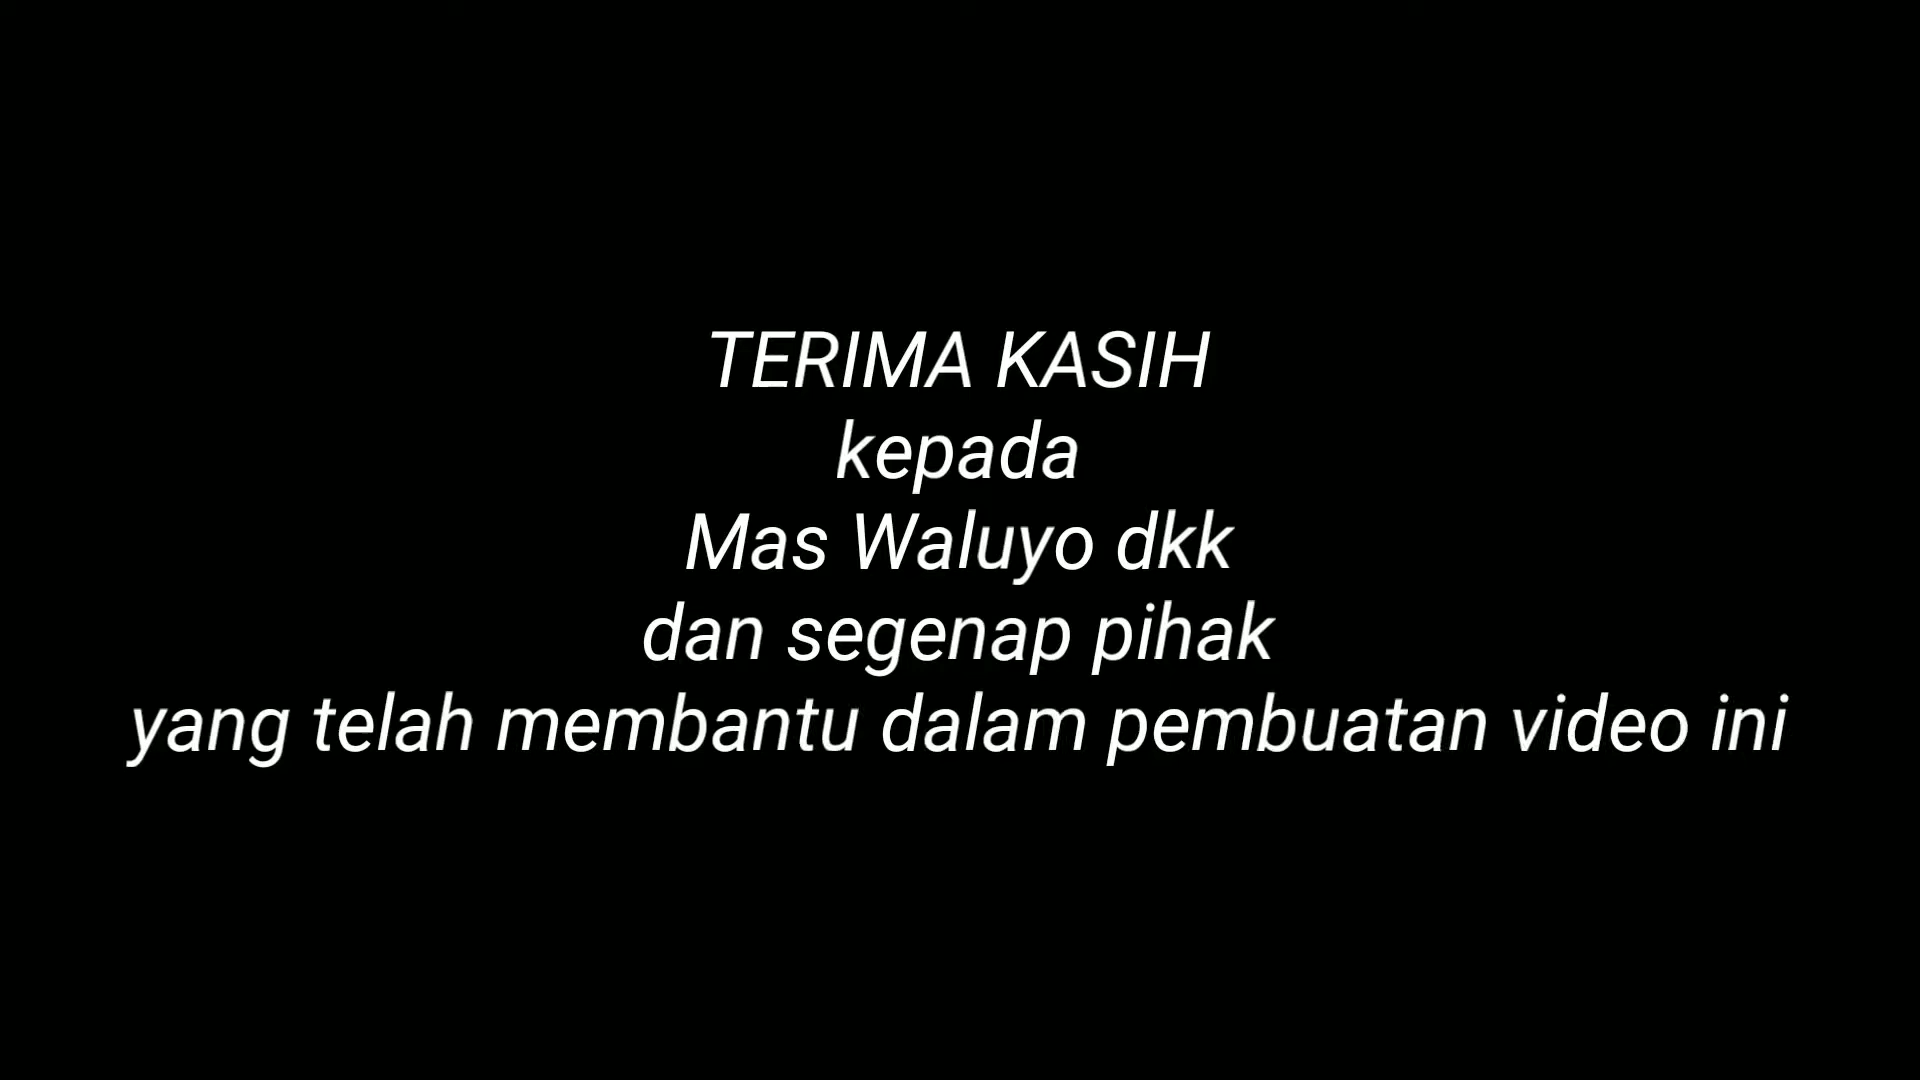 TERIMA KASIH
kepada
Mas Waluyo dkk
dan segenap pihak
yang telah membantu dalam pembuatan video ini